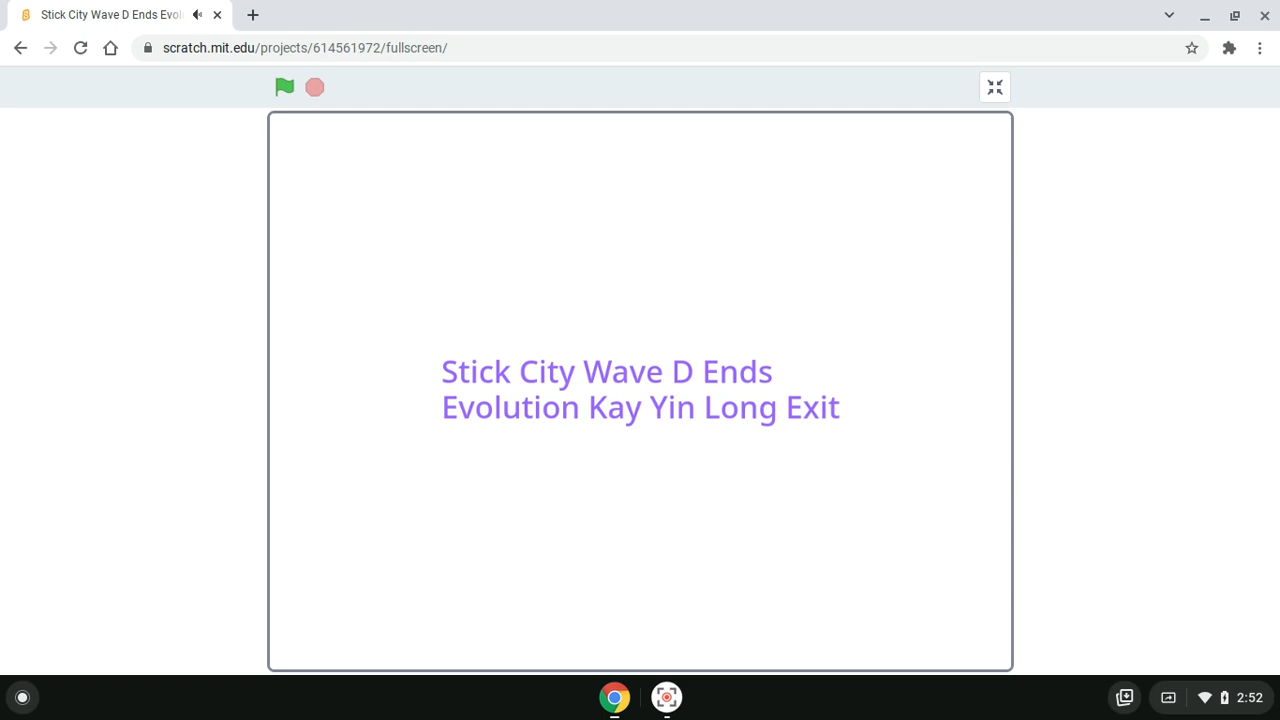 Stick City Wave D Ends Evol
scratch.mit.edu/projects/614561972/fullscreen/
Stick City Wave D Ends
Evolution Kay Yin Long Exit
2:52